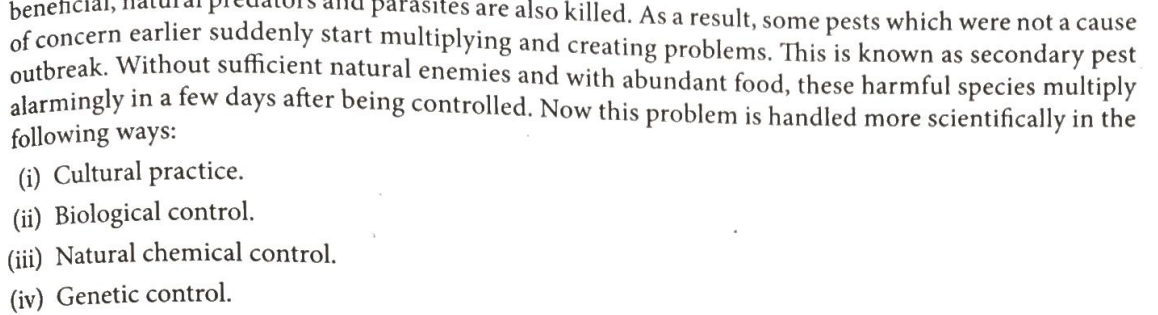 beneficial, natural predators and parasites are also killed. As a result, some pests which were not a cause
of concern earlier suddenly start multiplying and creating problems. This is known as secondary pest
outbreak. Without sufficient natural enemies and with abundant food, these harmful species multiply
alarmingly in a few days after being controlled. Now this problem is handled more scientifically in the
following ways:
(i) Cultural practice.
(ii) Biological control.
(iii) Natural chemical control.
(iv) Genetic control.